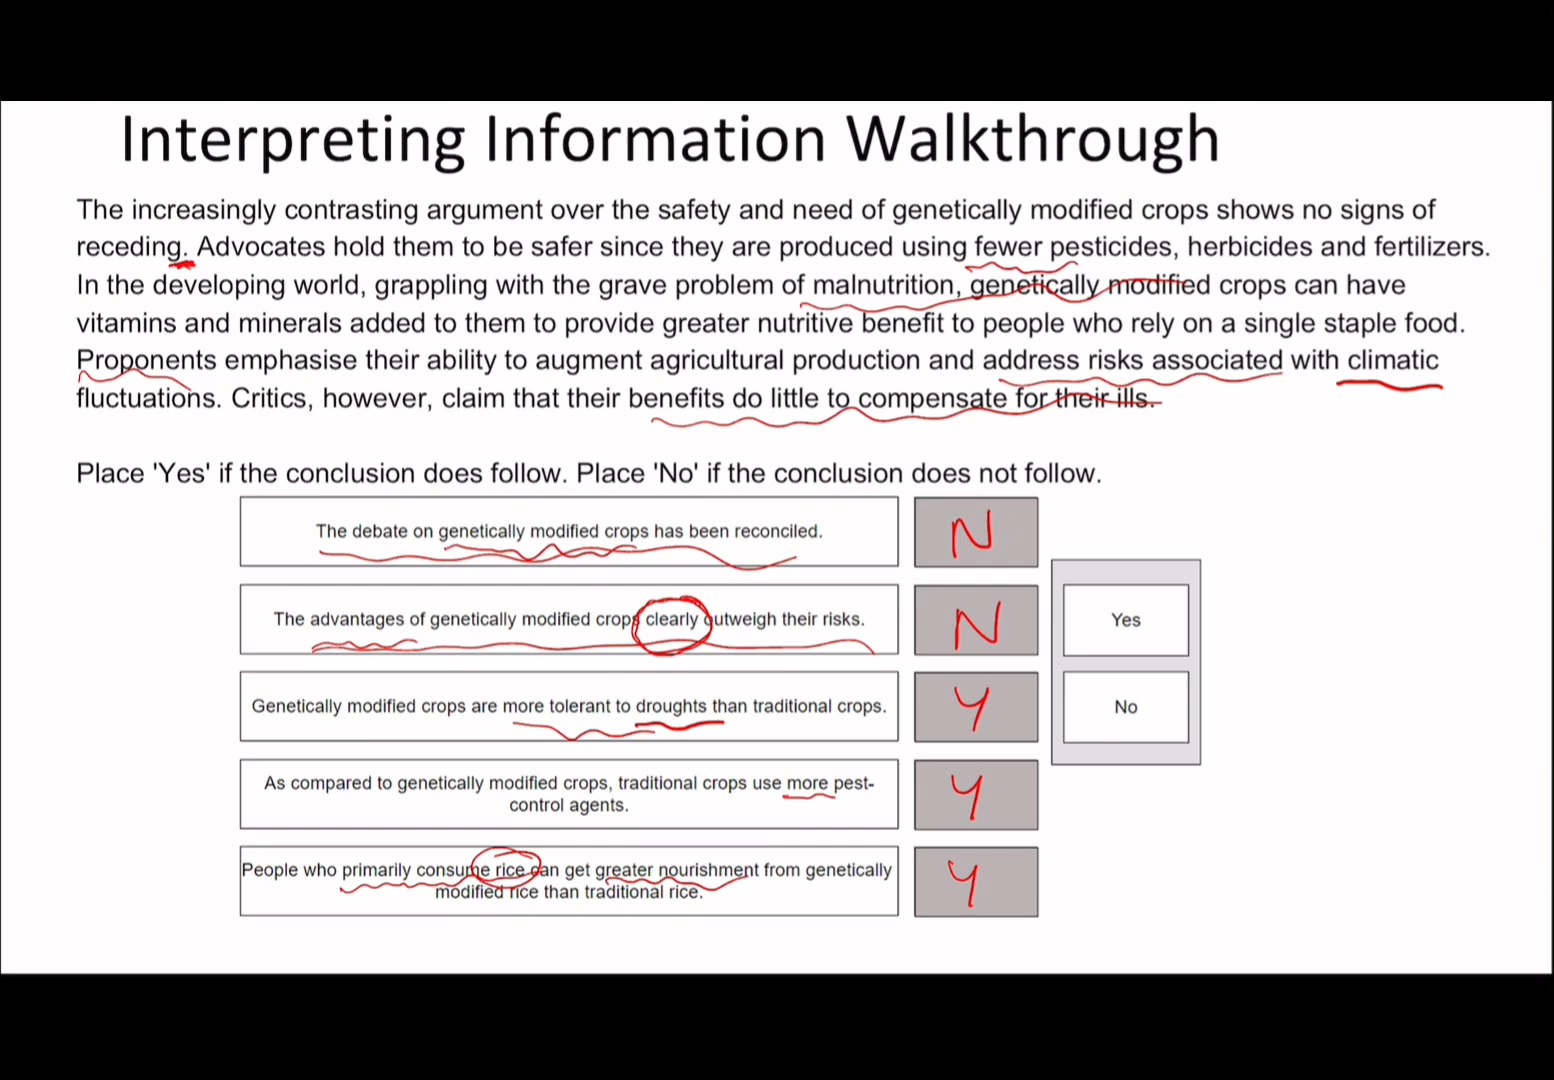 Interpreting Information Walkthrough
The increasingly contrasting argument over the safety and need of genetically modified crops shows no signs of
receding. Advocates hold them to be safer since they are produced using fewer pesticides, herbicides and fertilizers.
In the developing world, grappling with the grave problem of malnutrition, genetically modified crops can have
vitamins and minerals added to them to provide greater nutritive benefit to people who rely on a single staple food.
Proponents emphasise their ability to augment agricultural production and address risks associated with climatic
fluctuations. Critics, however, claim that their benefits do little to compensate for their ills.
Place 'Yes' if the conclusion does follow. Place 'No' if the conclusion does not follow.
The debate on genetically modified crops has been reconciled.
N
The advantages of genetically modified crops clearly outweigh their risks.
N
Yes
Genetically modified crops are more tolerant to droughts than traditional crops.
Y
No
As compared to genetically modified crops, traditional crops use more pest-
control agents.
Y
People who primarily consume rice can get greater nourishment from genetically
modified rice than traditional rice.
Y